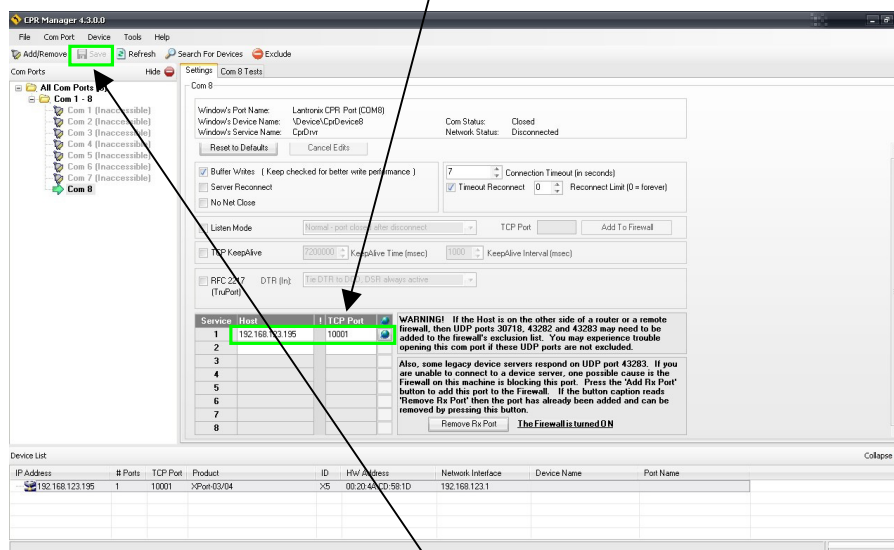 CPR Manager 4.3.0.0
File Com Port Device Tools Help
Add/Remove Save Refresh Search For Devices Exclude
Com Ports Hide
Settings Com 8 Tests
All Com Ports
Com 1 - 8
Com 1 (Inaccessible)
Com 2 (Inaccessible)
Com 3 (Inaccessible)
Com 4 (Inaccessible)
Com 5 (Inaccessible)
Com 6 (Inaccessible)
Com 7 (Inaccessible)
Com 8
Com 8
Window's Port Name: Lantronix CPR Port (COM8)
Window's Device Name: \Device\CprDevice8 Com Status: Closed
Window's Service Name: CprDrvr Network Status: Disconnected
Reset to Defaults Cancel Edits
Buffer Writes ( Keep checked for better write performance )
Server Reconnect
No Net Close
7 Connection Timeout (in seconds)
Timeout Reconnect 0 Reconnect Limit (0 = forever)
Listen Mode Normal - port closed after disconnect TCP Port Add To Firewall
TCP KeepAlive 7200000 KeepAlive Time (msec) 1000 KeepAlive Interval (msec)
RFC 2217 DTR (In): Tie DTR to DCD, DSR always active
(TruPort)
Service Host ! TCP Port
1 192.168.123.195 10001
2
3
4
5
6
7
8
WARNING! If the Host is on the other side of a router or a remote
firewall, then UDP ports 30718, 43282 and 43283 may need to be
added to the firewall's exclusion list. You may experience trouble
opening this com port if these UDP ports are not excluded.
Also, some legacy device servers respond on UDP port 43283. If you
are unable to connect to a device server, one possible cause is the
Firewall on this machine is blocking this port. Press the 'Add Rx Port'
button to add this port to the Firewall. If the button caption reads
'Remove Rx Port' then the port has already been added and can be
removed by pressing this button.
Remove Rx Port The Firewall is turned ON
Device List Collapse
IP Address # Ports TCP Port Product ID HW Address Network Interface Device Name Port Name
192.168.123.195 1 10001 XPort-03/04 X5 00:20:4A:CD:58:1D 192.168.123.1